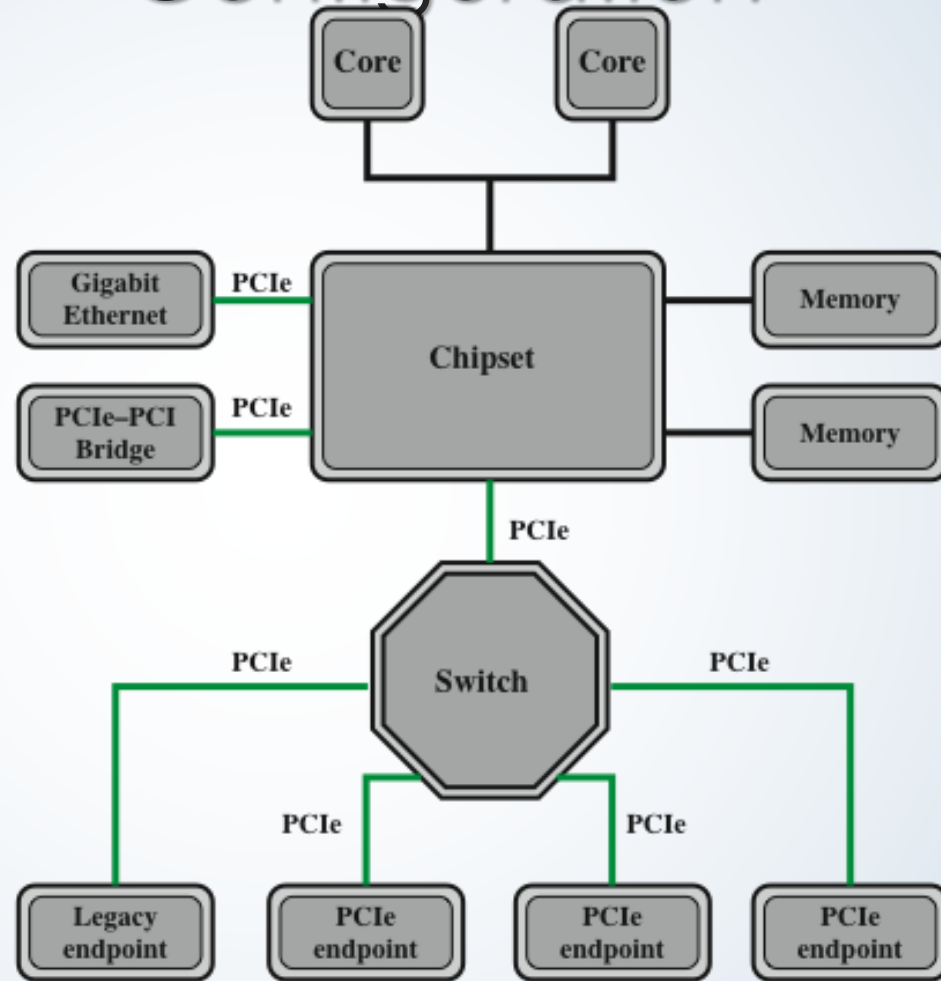 Configuration
Core
Core
Gigabit
Ethernet
PCIe
Chipset
Memory
PCIe–PCI
Bridge
PCIe
Memory
PCIe
Switch
PCIe
PCIe
PCIe
PCIe
Legacy
endpoint
PCIe
endpoint
PCIe
endpoint
PCIe
endpoint